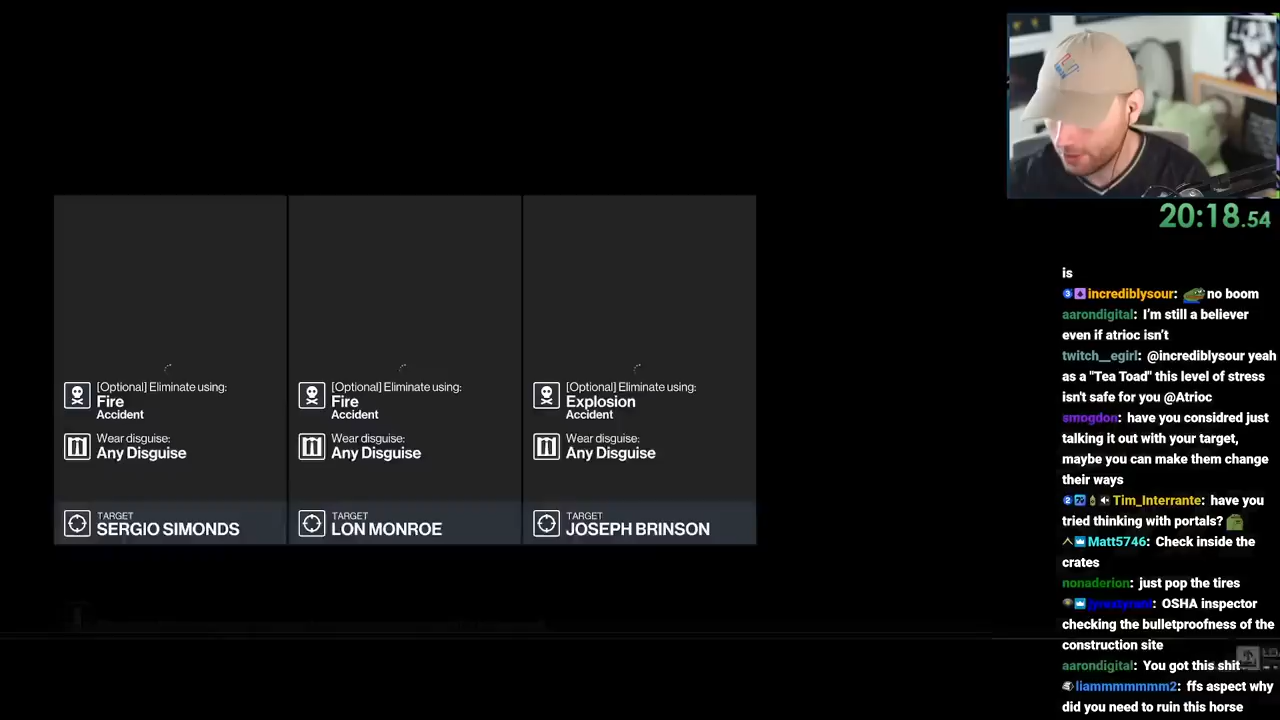 [Optional] Eliminate using:
Fire
Accident
Wear disguise:
Any Disguise
TARGET
SERGIO SIMONDS
[Optional] Eliminate using:
Fire
Accident
Wear disguise:
Any Disguise
TARGET
LON MONROE
[Optional] Eliminate using:
Explosion
Accident
Wear disguise:
Any Disguise
TARGET
JOSEPH BRINSON
20:18.54
is
incrediblysour: no boom
aarondigital: I'm still a believer
even if atrioc isn't
twitch__egirl: @incrediblysour yeah
as a "Tea Toad" this level of stress
isn't safe for you @Atrioc
smogdon: have you considred just
talking it out with your target,
maybe you can make them change
their ways
Tim_Interrante: have you
tried thinking with portals?
Matt5746: Check inside the
crates
nonaderion: just pop the tires
: OSHA inspector
checking the bulletproofness of the
construction site
aarondigital: You got this shit
liammmmmmm2: ffs aspect why
did you need to ruin this horse